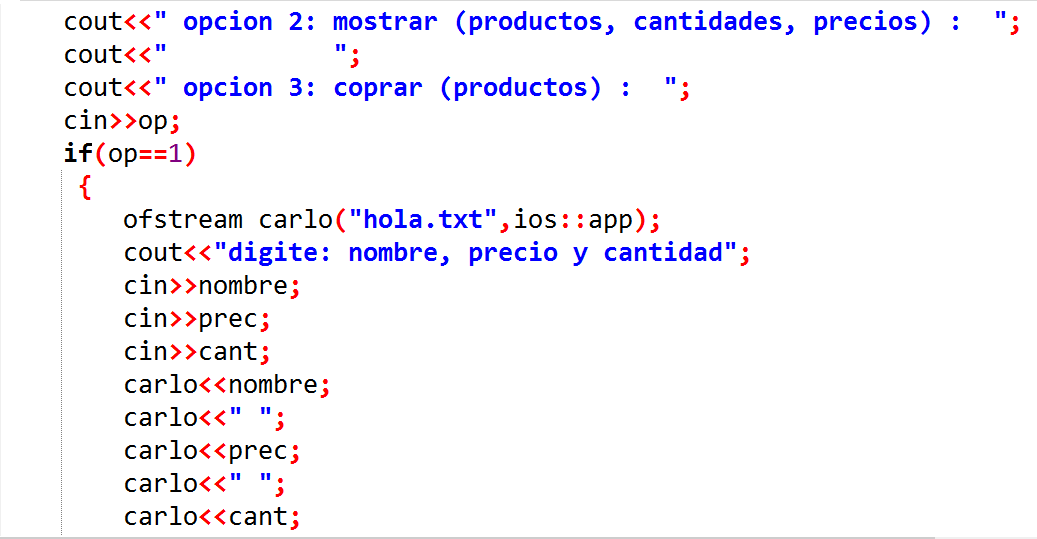 cout<<" opcion 2: mostrar (productos, cantidades, precios) :  ";
cout<<"           ";
cout<<" opcion 3: coprar (productos) :  ";
cin>>op;
if(op==1)
{
ofstream carlo("hola.txt",ios::app);
cout<<"digite: nombre, precio y cantidad";
cin>>nombre;
cin>>prec;
cin>>cant;
carlo<<nombre;
carlo<<" ";
carlo<<prec;
carlo<<" ";
carlo<<cant;